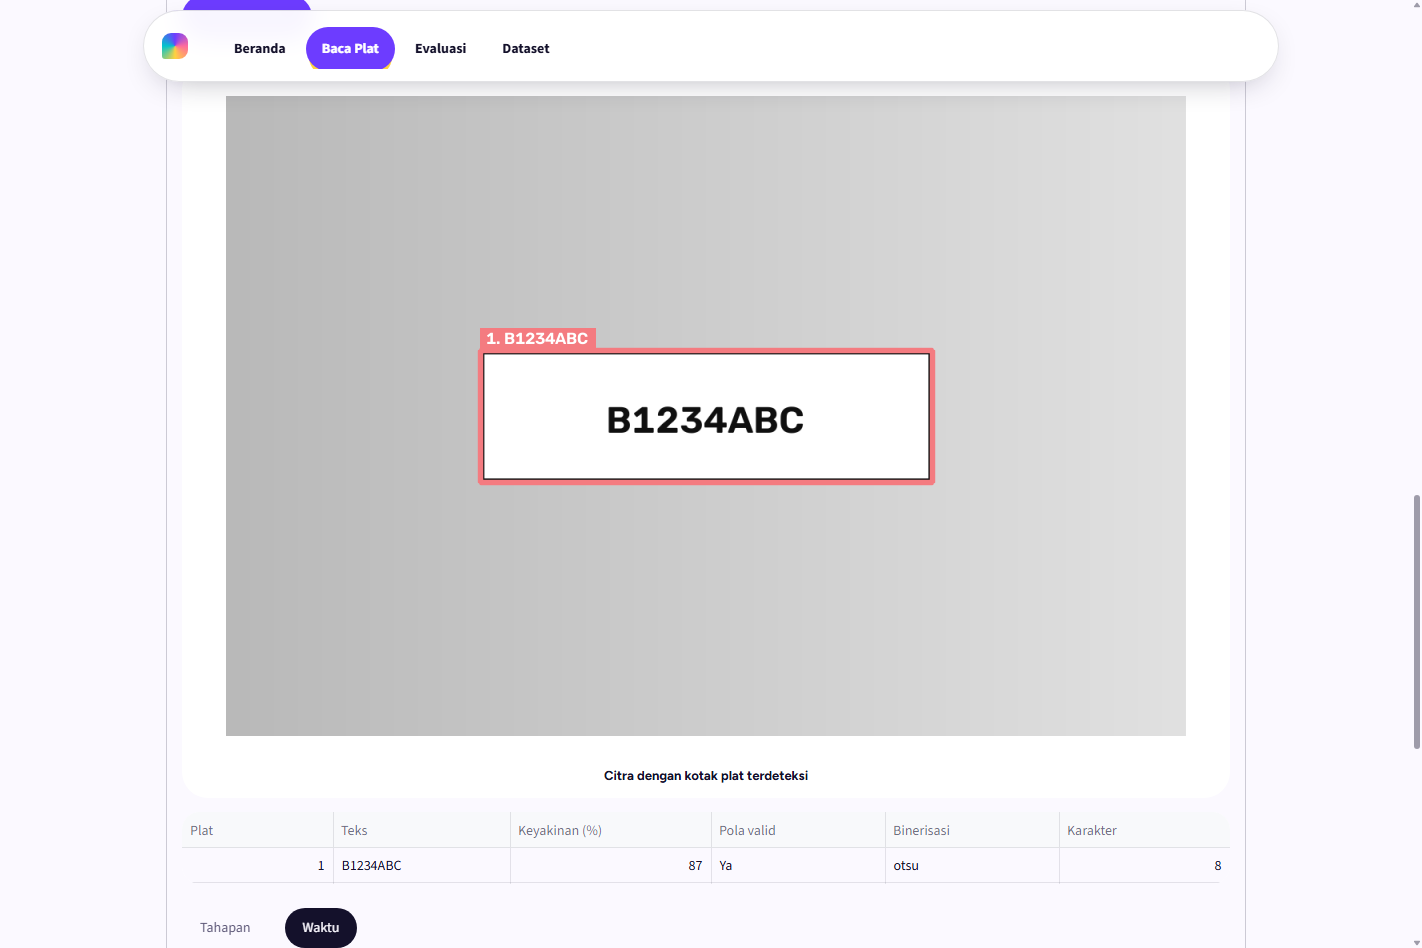 Beranda Baca Plat Evaluasi Dataset
1. B1234ABC
B1234ABC
Citra dengan kotak plat terdeteksi
Plat Teks Keyakinan (%) Pola valid Binerisasi Karakter
1 B1234ABC 87 Ya otsu 8
Tahapan Waktu